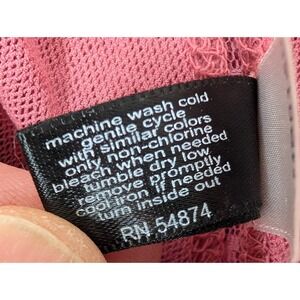 machine wash cold
gentle cycle
with similar colors
only non-chlorine
bleach when needed
tumble dry low
remove promptly
cool iron if needed
turn inside out
RN 54874